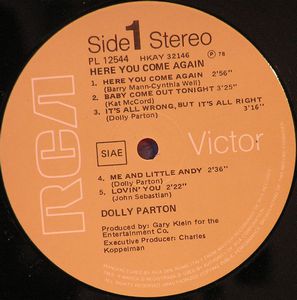 Side 1 Stereo
PL 12544 HKAY 32146 ℗ 78
HERE YOU COME AGAIN
1. HERE YOU COME AGAIN 2'56"
(Barry Mann-Cynthia Weil)
2. BABY COME OUT TONIGHT 3'25"
(Kat McCord)
3. IT'S ALL WRONG, BUT IT'S ALL RIGHT
(Dolly Parton) 3'16"
RCA
Victor
SIAE
4. ME AND LITTLE ANDY 2'36"
(Dolly Parton)
5. LOVIN' YOU 2'22"
(John Sebastian)
DOLLY PARTON
Produced by: Gary Klein for the
Entertainment Co.
Executive Producer: Charles
Koppelman